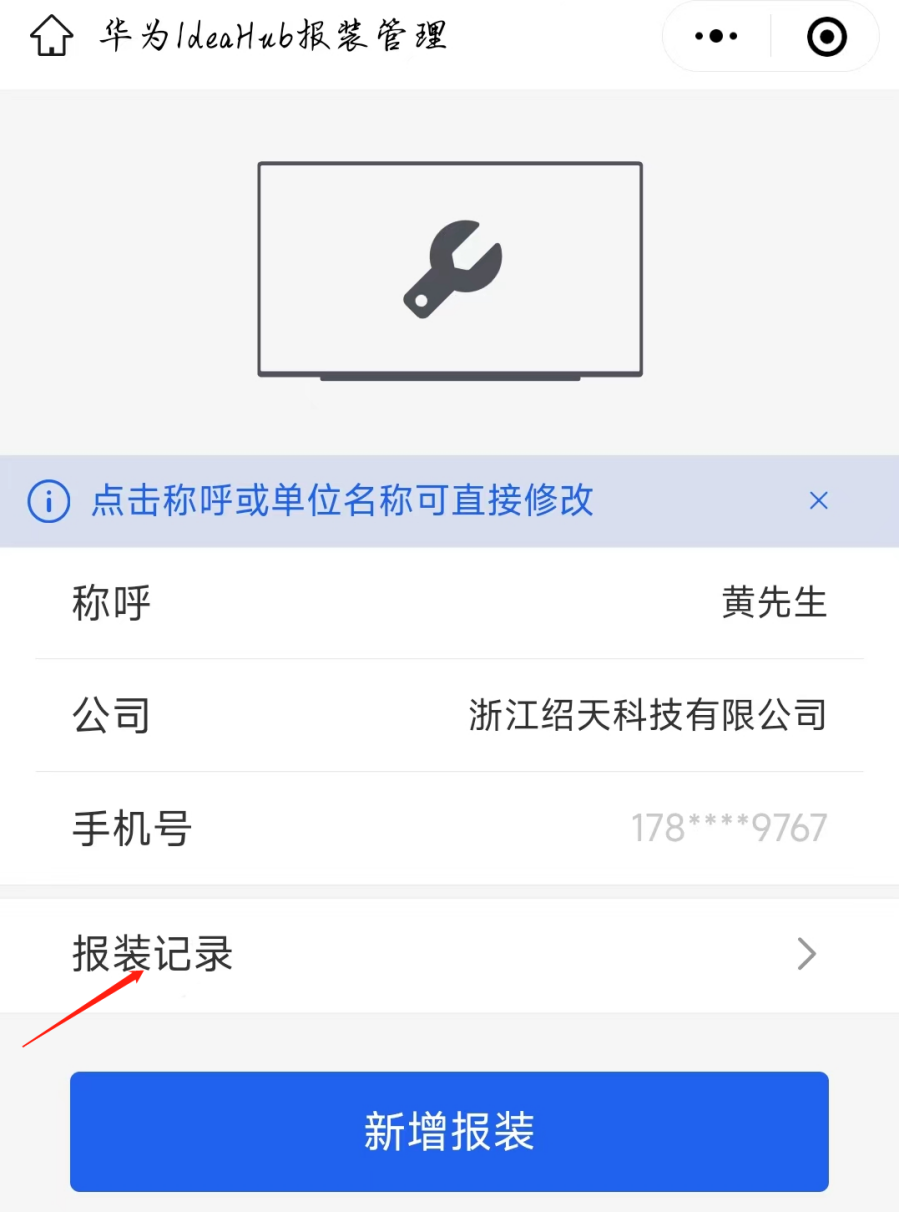 华为IdeaHub报装管理
点击称呼或单位名称可直接修改
称呼 黄先生
公司 浙江绍天科技有限公司
手机号 178****9767
报装记录
新增报装